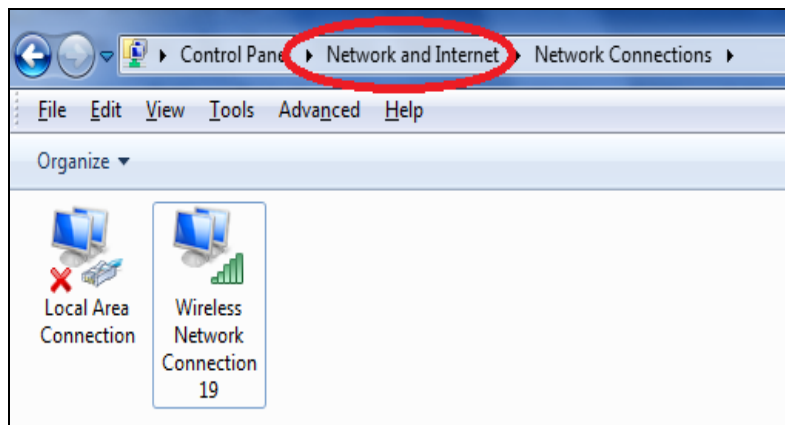 Control Pane Network and Internet Network Connections
File Edit View Tools Advanced Help
Organize
Local Area
Connection
Wireless
Network
Connection
19